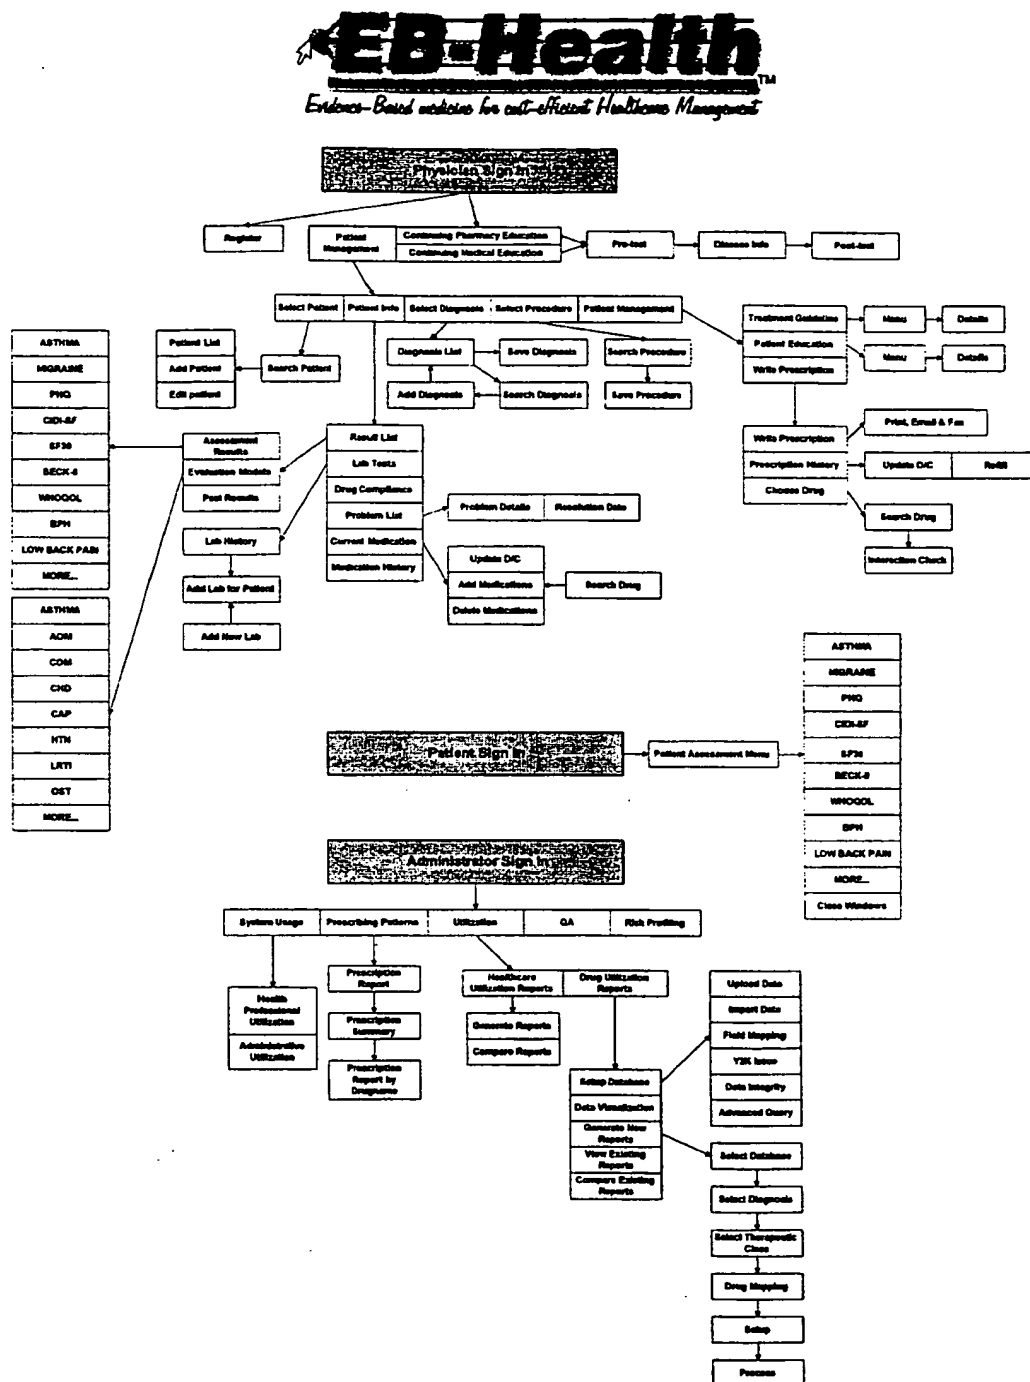 EB-Health
TM
Evidence-Based medicine for cost-efficient Healthcare Management
Physician Sign In
Register
Patient
Management
Continuing Pharmacy Education
Continuing Medical Education
Pre-test
Disease Info
Post-test
Select Patient
Patient Info
Select Diagnosis
Select Procedure
Patient Management
Treatment Guideline
Patient Education
Write Prescription
Menu
Details
Menu
Details
ASTHMA
MIGRAINE
PHQ
CIDI-SF
SF36
BECK-II
WHOQOL
BPH
LOW BACK PAIN
MORE...
Patient List
Add Patient
Edit patient
Search Patient
Diagnosis List
Save Diagnosis
Add Diagnosis
Search Diagnosis
Search Procedure
Save Procedure
Write Prescription
Prescription History
Choose Drug
Print, Email & Fax
Update D/C
Refill
Search Drug
Interaction Check
Assessment
Results
Evaluation Models
Past Results
Result List
Lab Tests
Drug Compliance
Problem List
Current Medication
Medication History
Problem Details
Resolution Date
Lab History
Add Lab for Patient
Add New Lab
Update D/C
Add Medications
Delete Medications
Search Drug
ASTHMA
AOM
COM
CHD
CAP
HTN
LRTI
OST
MORE...
Patient Sign In
Patient Assessment Menu
ASTHMA
MIGRAINE
PHQ
CIDI-SF
SF36
BECK-II
WHOQOL
BPH
LOW BACK PAIN
MORE...
Close Windows
Administrator Sign In
System Usage
Prescribing Patterns
Utilization
QA
Risk Profiling
Health
Professional
Utilization
Administrative
Utilization
Prescription
Report
Prescription
Summary
Prescription
Report by
Drugname
Healthcare
Utilization Reports
Drug Utilization
Reports
Generate Reports
Compare Reports
Setup Database
Data Visualization
Generate New
Reports
View Existing
Reports
Compare Existing
Reports
Upload Data
Import Data
Field Mapping
Y2K Issue
Data Integrity
Advanced Query
Select Database
Select Diagnosis
Select Therapeutic
Class
Drug Mapping
Setup
Process